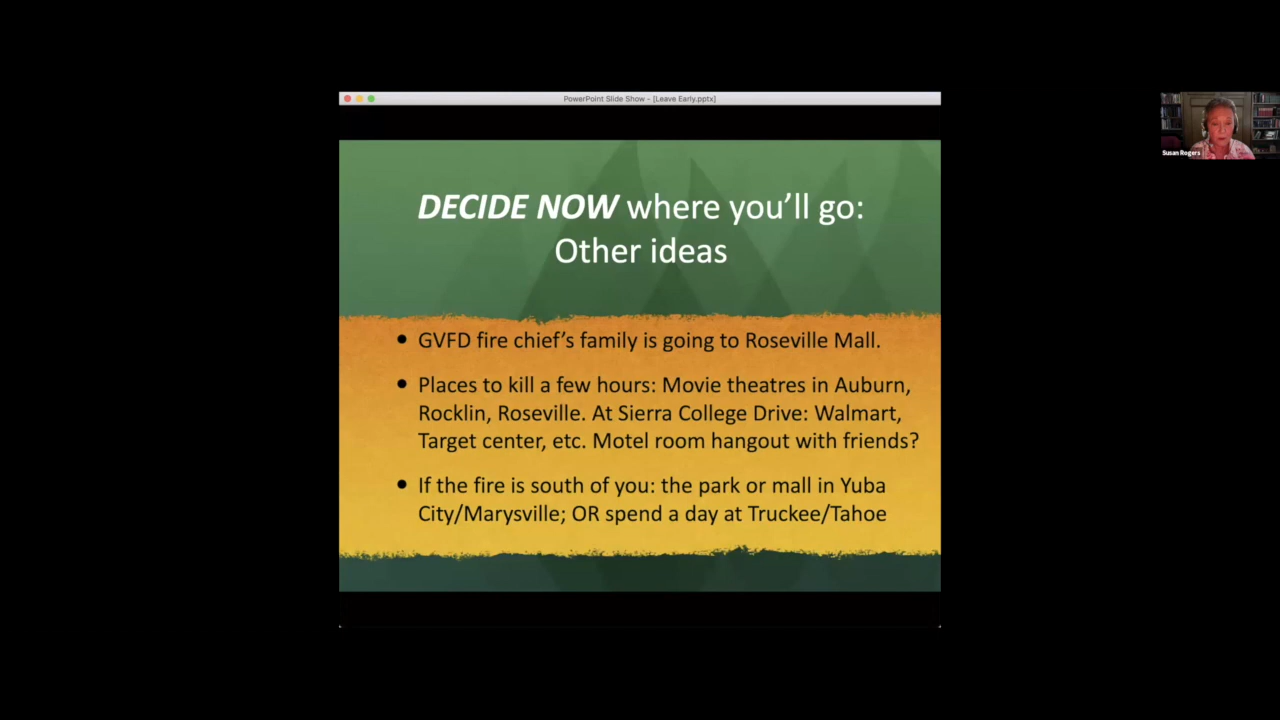 PowerPoint Slide Show - [Leave Early.pptx]
DECIDE NOW where you'll go:
Other ideas
• GVFD fire chief's family is going to Roseville Mall.
• Places to kill a few hours: Movie theatres in Auburn,
Rocklin, Roseville. At Sierra College Drive: Walmart,
Target center, etc. Motel room hangout with friends?
• If the fire is south of you: the park or mall in Yuba
City/Marysville; OR spend a day at Truckee/Tahoe
Susan Rogers